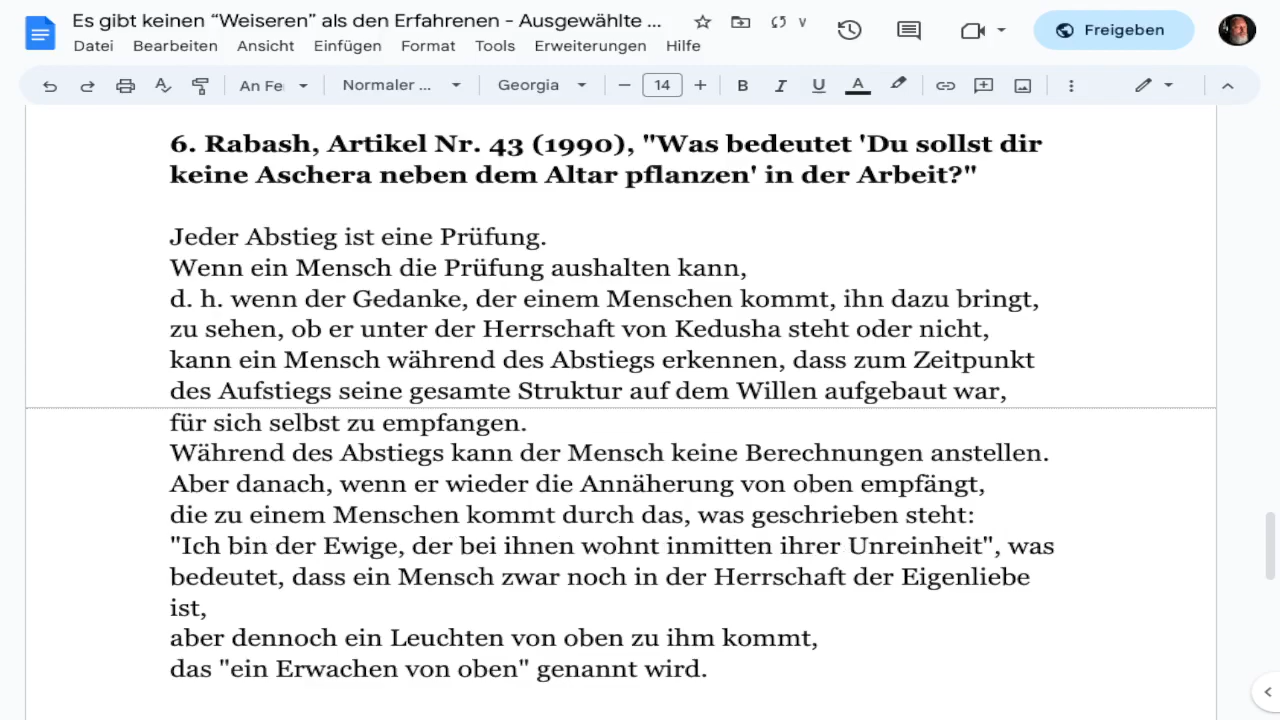 Es gibt keinen “Weiseren” als den Erfahrenen - Ausgewählte ...
Datei Bearbeiten Ansicht Einfügen Format Tools Erweiterungen Hilfe
Freigeben
An Fe Normaler ... Georgia − 14 + B I U A
6. Rabash, Artikel Nr. 43 (1990), "Was bedeutet 'Du sollst dir
keine Aschera neben dem Altar pflanzen' in der Arbeit?"
Jeder Abstieg ist eine Prüfung.
Wenn ein Mensch die Prüfung aushalten kann,
d. h. wenn der Gedanke, der einem Menschen kommt, ihn dazu bringt,
zu sehen, ob er unter der Herrschaft von Kedusha steht oder nicht,
kann ein Mensch während des Abstiegs erkennen, dass zum Zeitpunkt
des Aufstiegs seine gesamte Struktur auf dem Willen aufgebaut war,
für sich selbst zu empfangen.
Während des Abstiegs kann der Mensch keine Berechnungen anstellen.
Aber danach, wenn er wieder die Annäherung von oben empfängt,
die zu einem Menschen kommt durch das, was geschrieben steht:
"Ich bin der Ewige, der bei ihnen wohnt inmitten ihrer Unreinheit", was
bedeutet, dass ein Mensch zwar noch in der Herrschaft der Eigenliebe
ist,
aber dennoch ein Leuchten von oben zu ihm kommt,
das "ein Erwachen von oben" genannt wird.